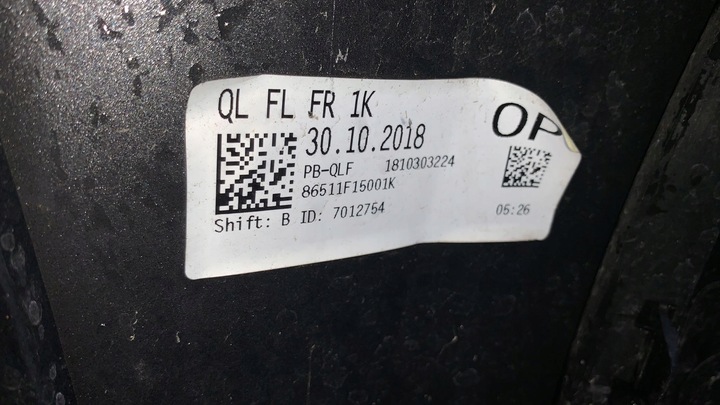 QL FL FR 1K
30.10.2018
OP
PB-QLF 1810303224
86511F15001K
Shift: B ID: 7012754
05:26